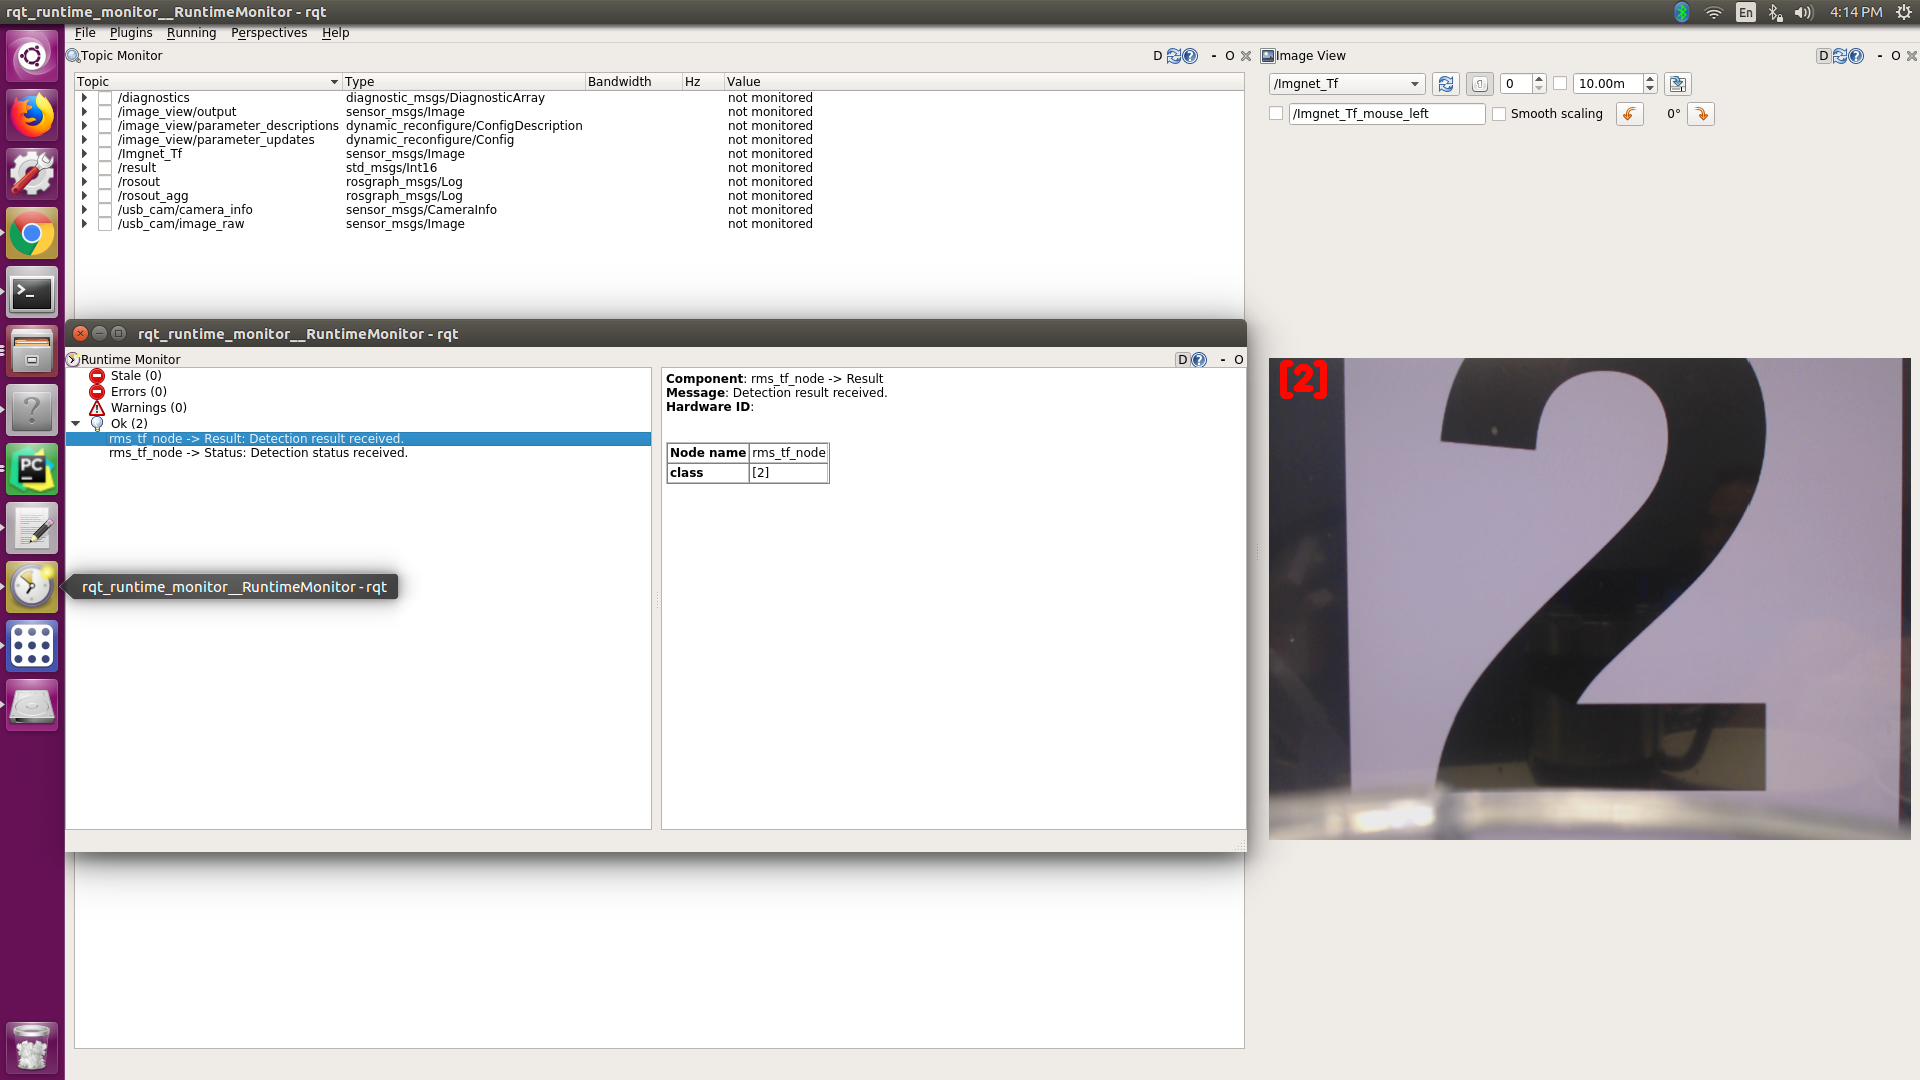 rqt_runtime_monitor__RuntimeMonitor - rqt
En
4:14 PM
File Plugins Running Perspectives Help
Topic Monitor
D - O
Topic Type Bandwidth Hz Value
/diagnostics diagnostic_msgs/DiagnosticArray not monitored
/image_view/output sensor_msgs/Image not monitored
/image_view/parameter_descriptions dynamic_reconfigure/ConfigDescription not monitored
/image_view/parameter_updates dynamic_reconfigure/Config not monitored
/Imgnet_Tf sensor_msgs/Image not monitored
/result std_msgs/Int16 not monitored
/rosout rosgraph_msgs/Log not monitored
/rosout_agg rosgraph_msgs/Log not monitored
/usb_cam/camera_info sensor_msgs/CameraInfo not monitored
/usb_cam/image_raw sensor_msgs/Image not monitored
Image View
D - O
/Imgnet_Tf 0 10.00m
/Imgnet_Tf_mouse_left Smooth scaling 0°
rqt_runtime_monitor__RuntimeMonitor - rqt
Runtime Monitor
D - O
Stale (0)
Errors (0)
Warnings (0)
Ok (2)
rms_tf_node -> Result: Detection result received.
rms_tf_node -> Status: Detection status received.
Component: rms_tf_node -> Result
Message: Detection result received.
Hardware ID:
Node name rms_tf_node
class [2]
PC
rqt_runtime_monitor__RuntimeMonitor - rqt
[2]
2